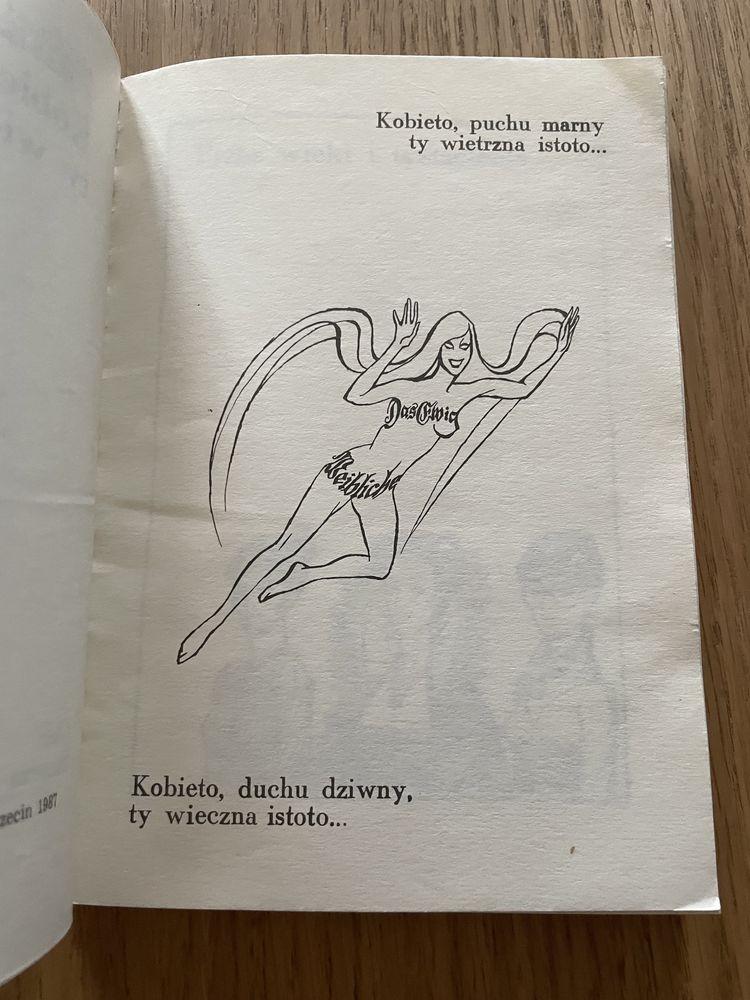 Kobieto, puchu marny
ty wietrzna istoto...
Das Ewig
Weibliche
Kobieto, duchu dziwny,
ty wieczna istoto...
zecin 1987